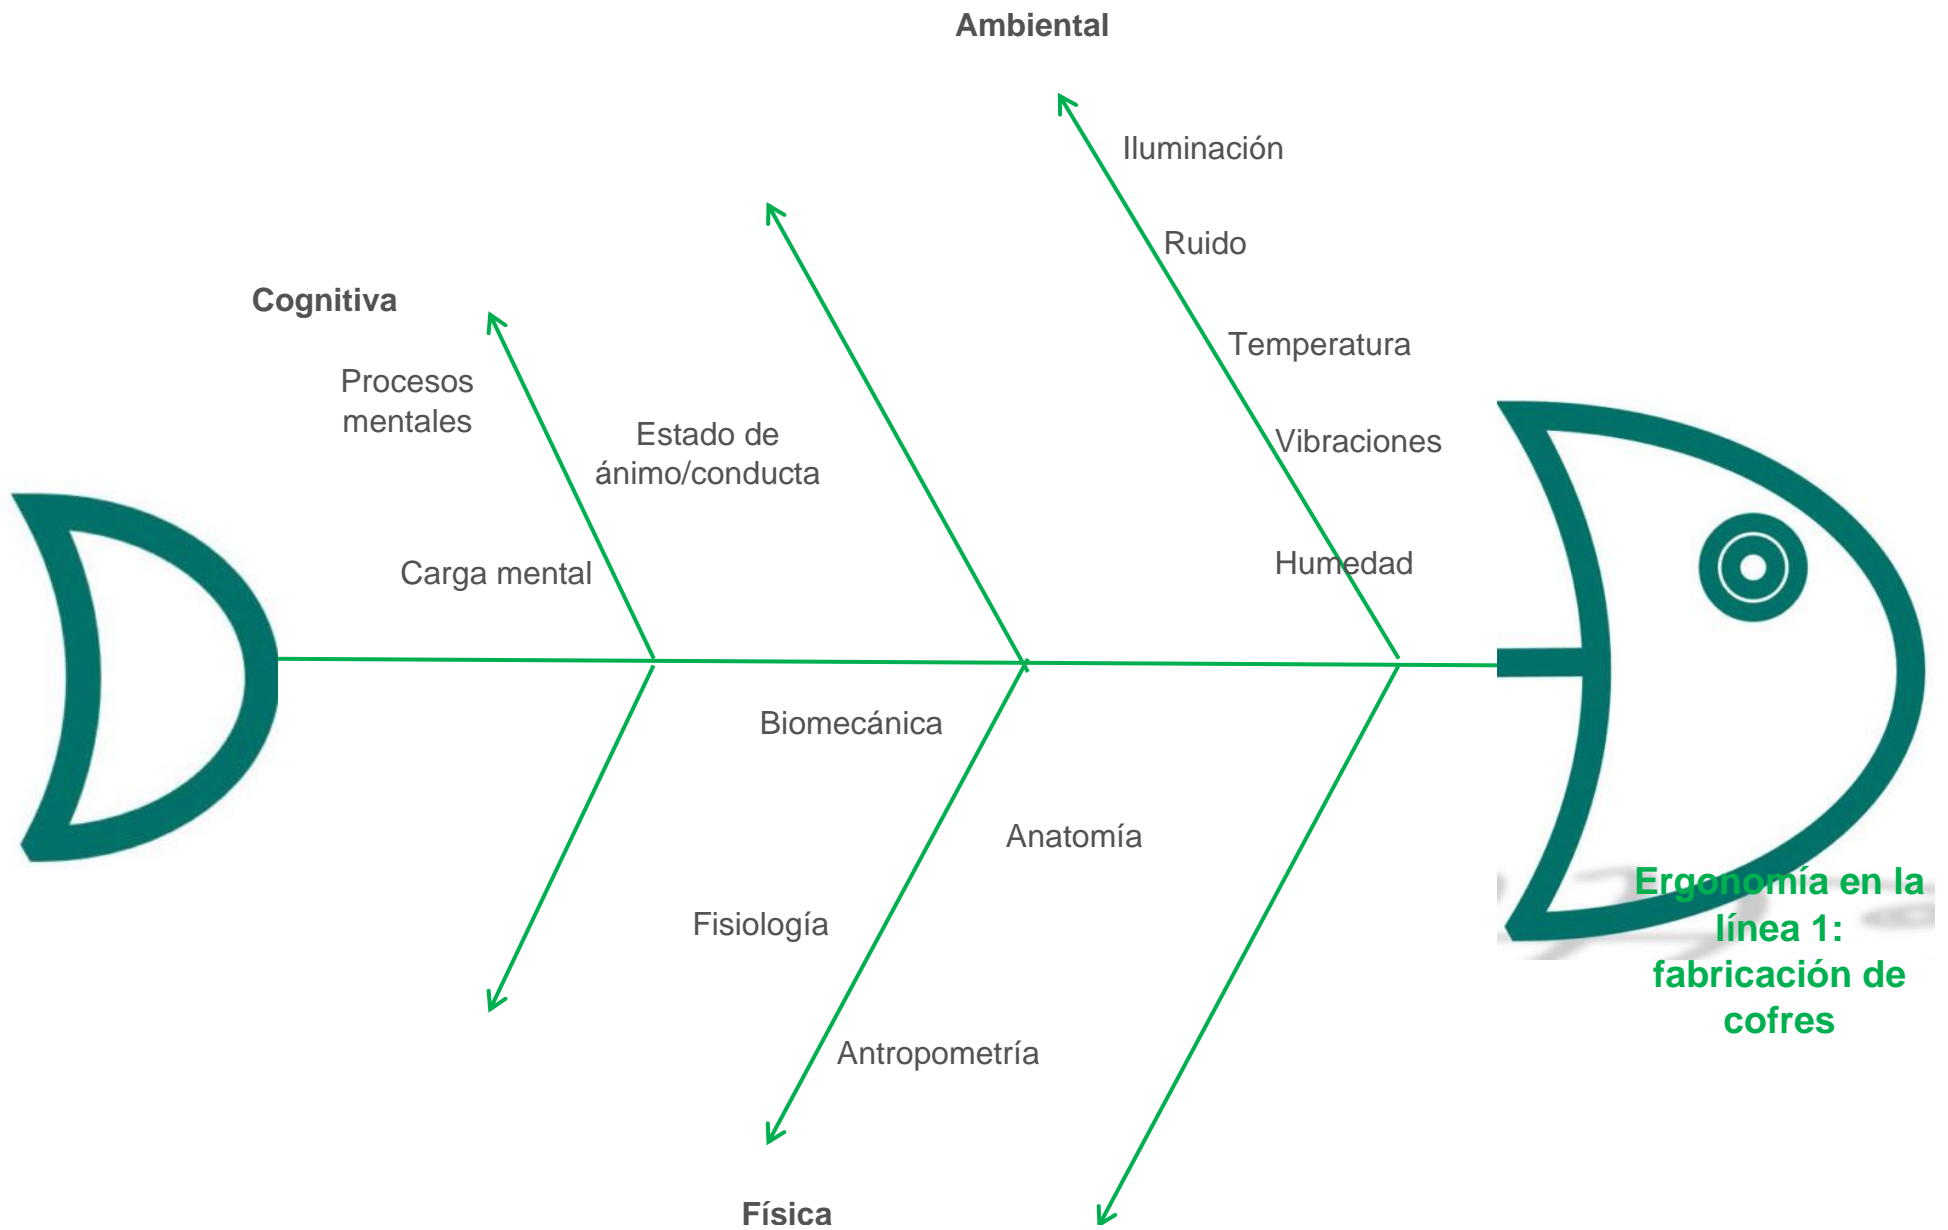 Ambiental
Iluminación
Ruido
Cognitiva
Temperatura
Procesos
mentales
Estado de
ánimo/conducta
Vibraciones
Carga mental
Humedad
Biomecánica
Anatomía
Fisiología
Antropometría
Física
Ergonomía en la
línea 1:
fabricación de
cofres